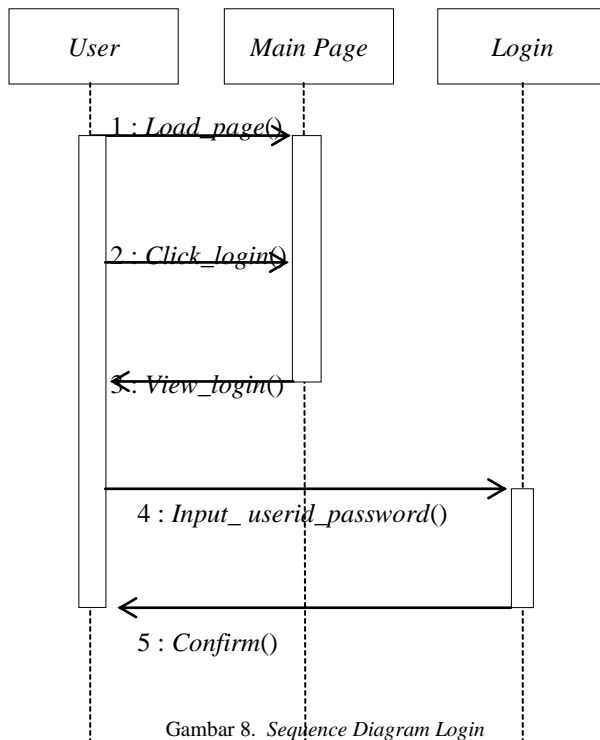 User
Main Page
Login
1 : Load_page()
2 : Click_login()
3 : View_login()
4 : Input_ userid_password()
5 : Confirm()
Gambar 8. Sequence Diagram Login